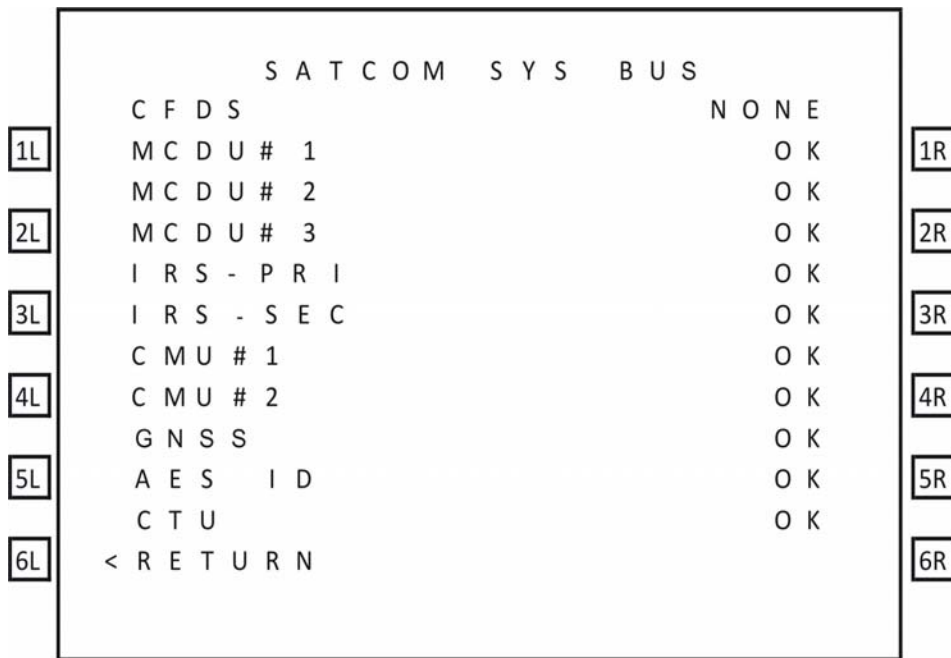 SATCOM SYS BUS
CFDS NONE
1L MCDU#1 OK 1R
MCDU#2 OK
2L MCDU#3 OK 2R
IRS-PRI OK
3L IRS-SEC OK 3R
CMU#1 OK
4L CMU#2 OK 4R
GNSS OK
5L AES ID OK 5R
CTU OK
6L <RETURN 6R